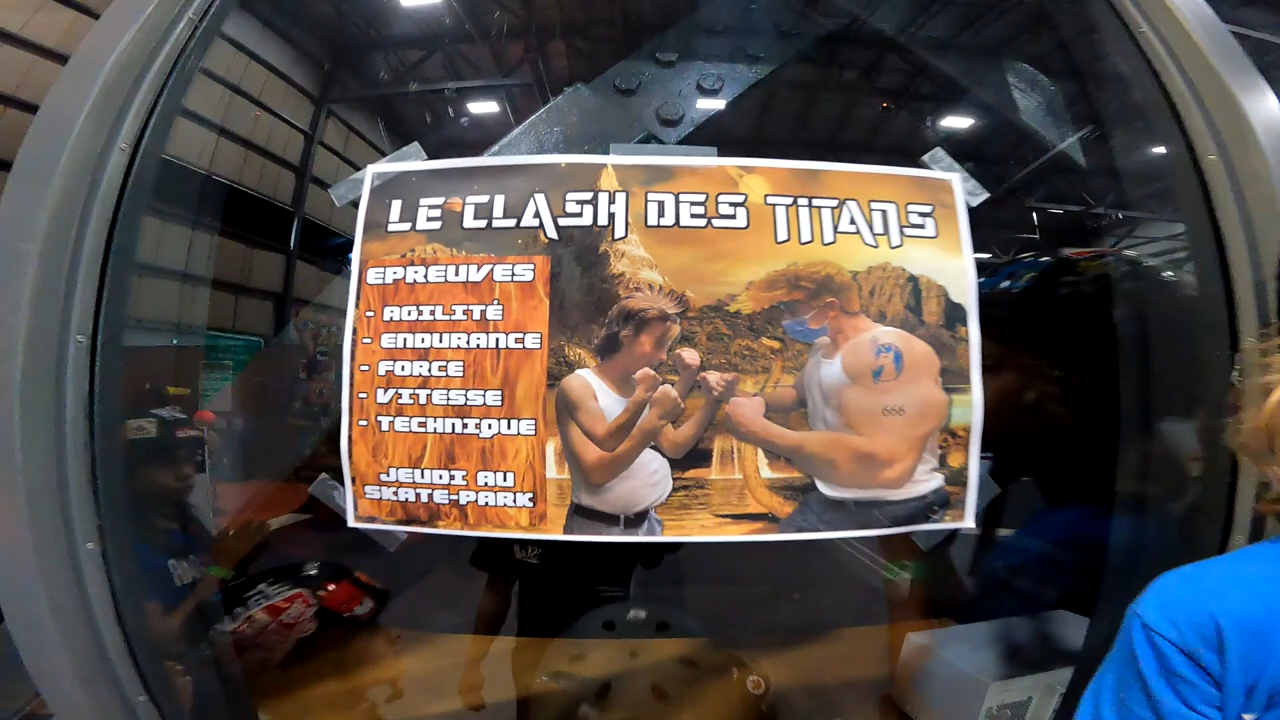 LE CLASH DES TITANS
EPREUVES
- AGILITÉ
- ENDURANCE
- FORCE
- VITESSE
- TECHNIQUE
JEUDI AU
SKATE-PARK
666